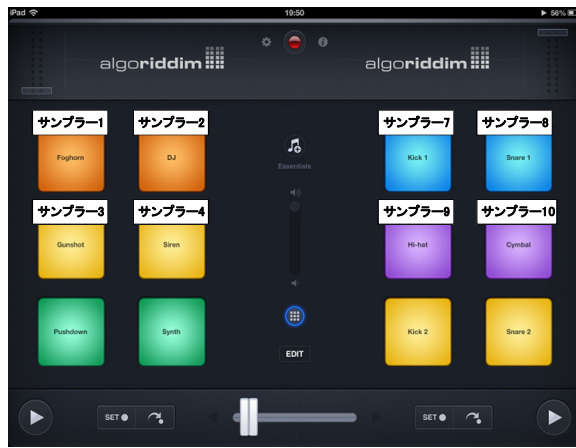 iPad 19:50 56%
algoriddim algoriddim
サンプラー1 サンプラー2 サンプラー7 サンプラー8
Foghorn DJ Kick 1 Snare 1
Essentials
サンプラー3 サンプラー4 サンプラー9 サンプラー10
Gunshot Siren Hi-hat Cymbal
Pushdown Synth Kick 2 Snare 2
EDIT
SET SET